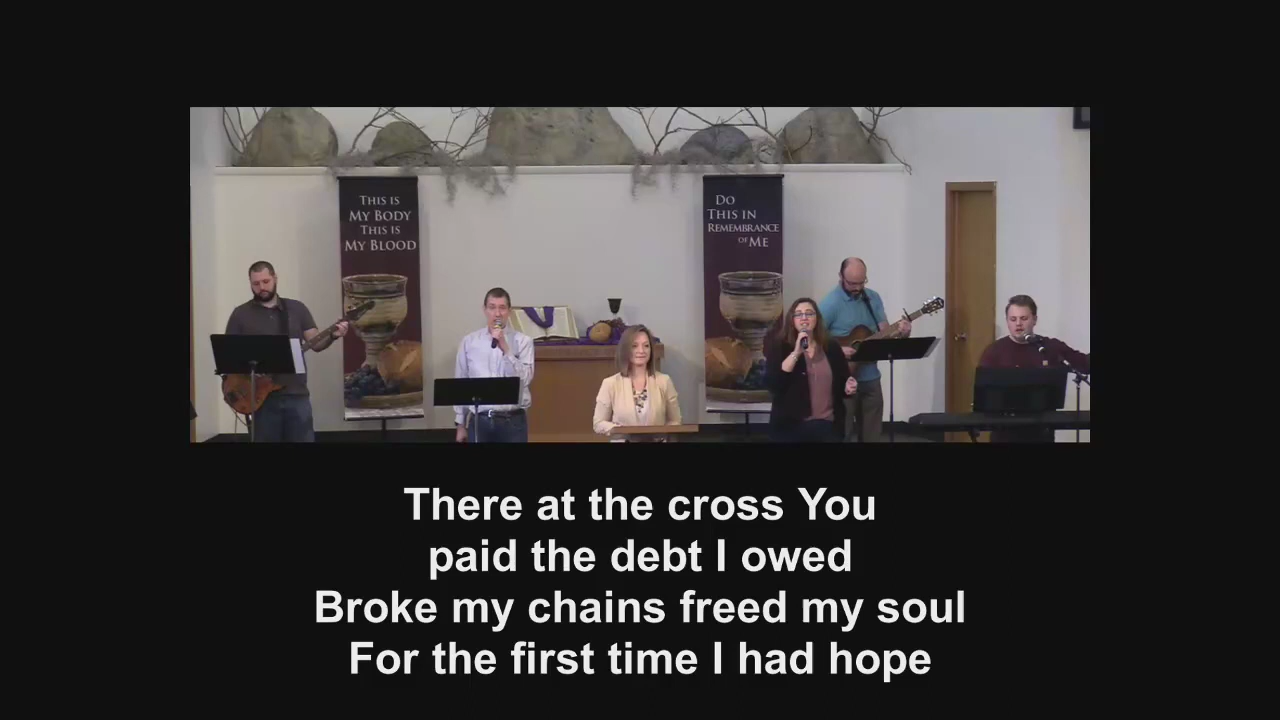 THIS IS
MY BODY
THIS IS
MY BLOOD
DO
THIS IN
REMEMBRANCE
OF ME
There at the cross You
paid the debt I owed
Broke my chains freed my soul
For the first time I had hope